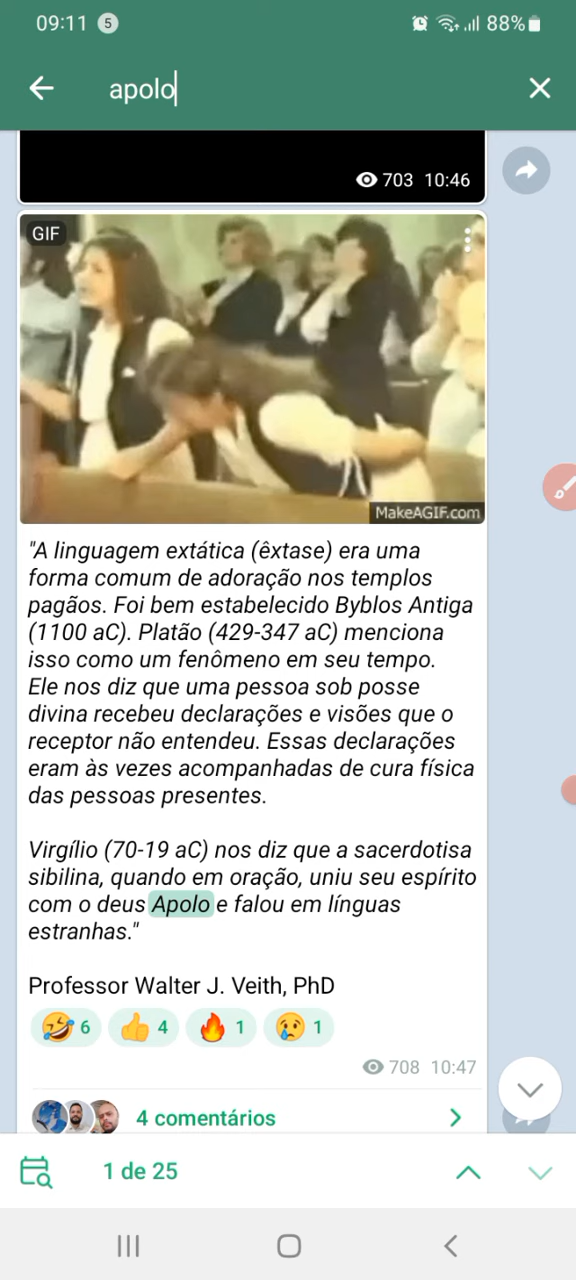 09:11 5 88%
apolo
703 10:46
GIF
MakeAGIF.com
"A linguagem extática (êxtase) era uma
forma comum de adoração nos templos
pagãos. Foi bem estabelecido Byblos Antiga
(1100 aC). Platão (429-347 aC) menciona
isso como um fenômeno em seu tempo.
Ele nos diz que uma pessoa sob posse
divina recebeu declarações e visões que o
receptor não entendeu. Essas declarações
eram às vezes acompanhadas de cura física
das pessoas presentes.
Virgílio (70-19 aC) nos diz que a sacerdotisa
sibilina, quando em oração, uniu seu espírito
com o deus Apolo e falou em línguas
estranhas."
Professor Walter J. Veith, PhD
6 4 1 1
708 10:47
4 comentários
1 de 25